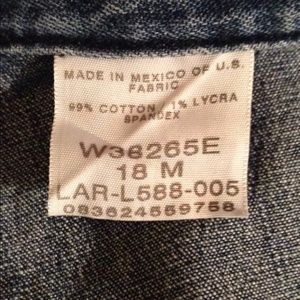 MADE IN MEXICO OF U.S.
FABRIC
99% COTTON / 1% LYCRA
SPANDEX
W36265E
18 M
LAR-L588-005
083624559758